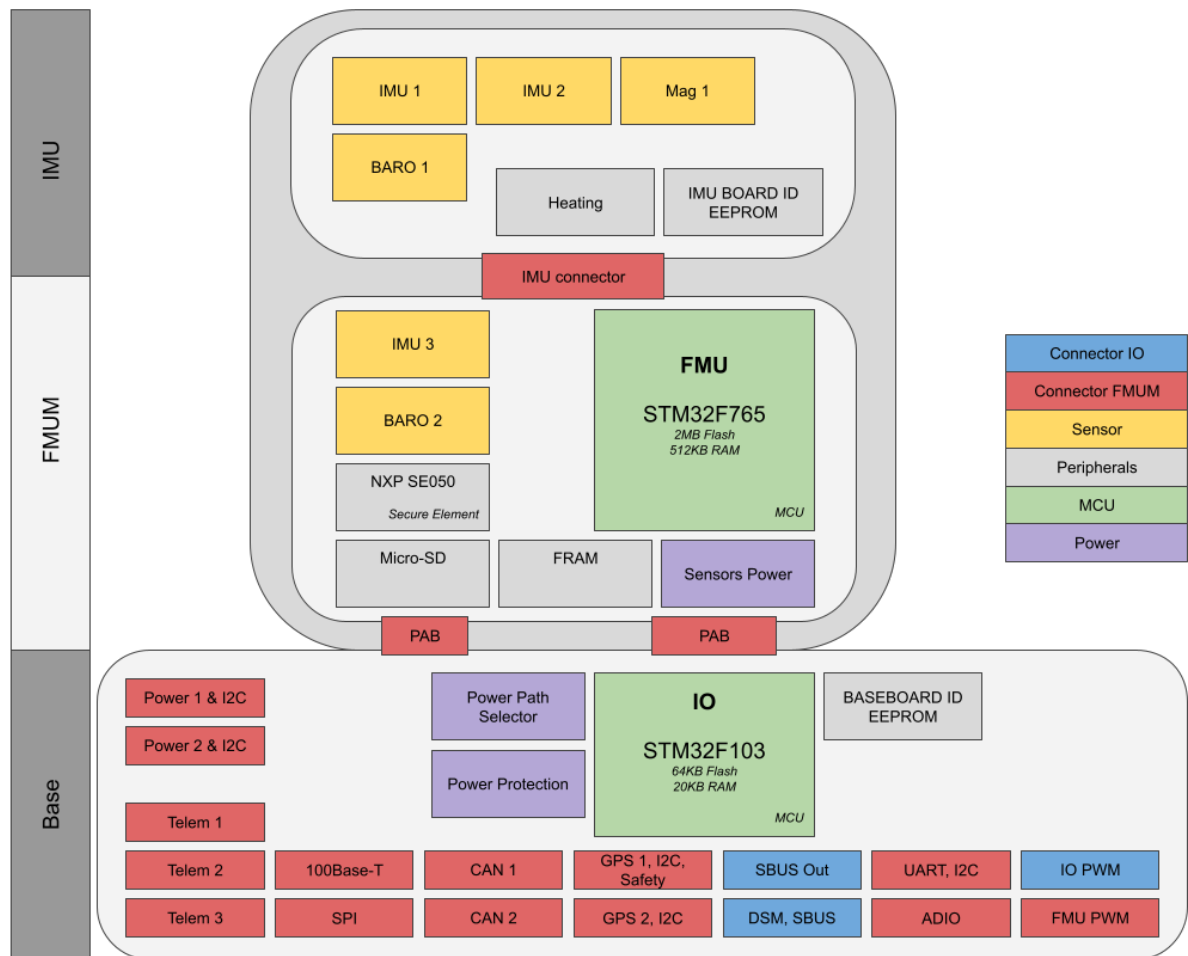 IMU
IMU 1
IMU 2
Mag 1
BARO 1
Heating
IMU BOARD ID
EEPROM
IMU connector
FMUM
IMU 3
BARO 2
NXP SE050
Secure Element
Micro-SD
FRAM
FMU
STM32F765
2MB Flash
512KB RAM
MCU
Sensors Power
PAB
PAB
Connector IO
Connector FMUM
Sensor
Peripherals
MCU
Power
Base
Power 1 & I2C
Power 2 & I2C
Power Path
Selector
Power Protection
IO
STM32F103
64KB Flash
20KB RAM
MCU
BASEBOARD ID
EEPROM
Telem 1
Telem 2
100Base-T
CAN 1
GPS 1, I2C,
Safety
SBUS Out
UART, I2C
IO PWM
Telem 3
SPI
CAN 2
GPS 2, I2C
DSM, SBUS
ADIO
FMU PWM